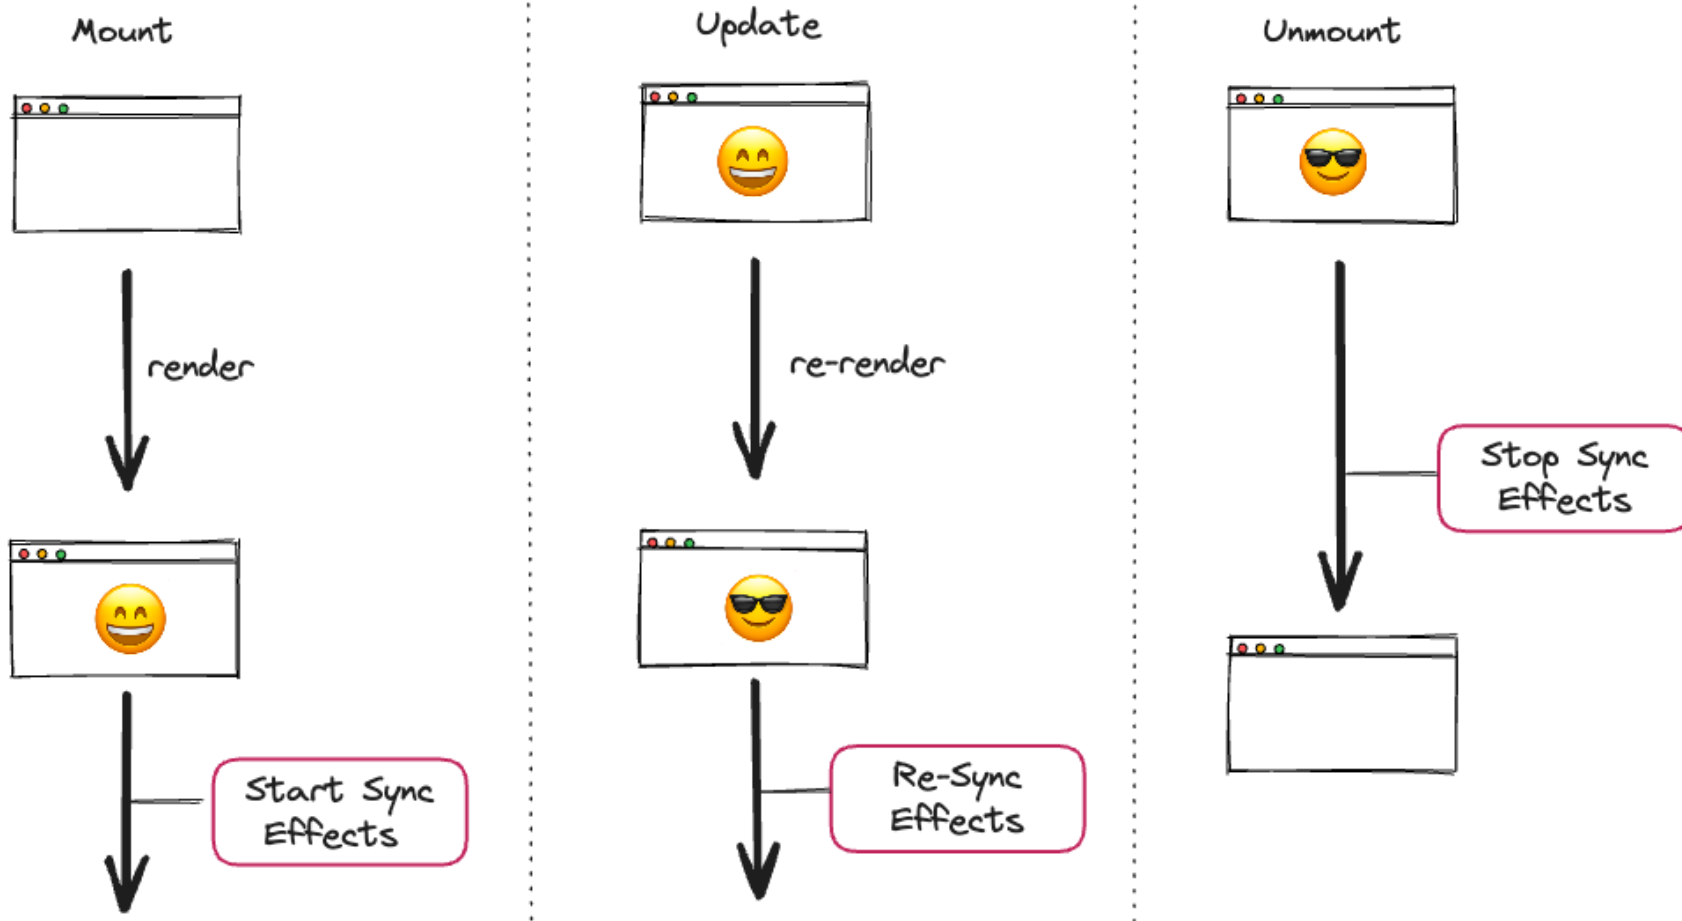 Mount
render
Start Sync
Effects
Update
re-render
Re-Sync
Effects
Unmount
Stop Sync
Effects